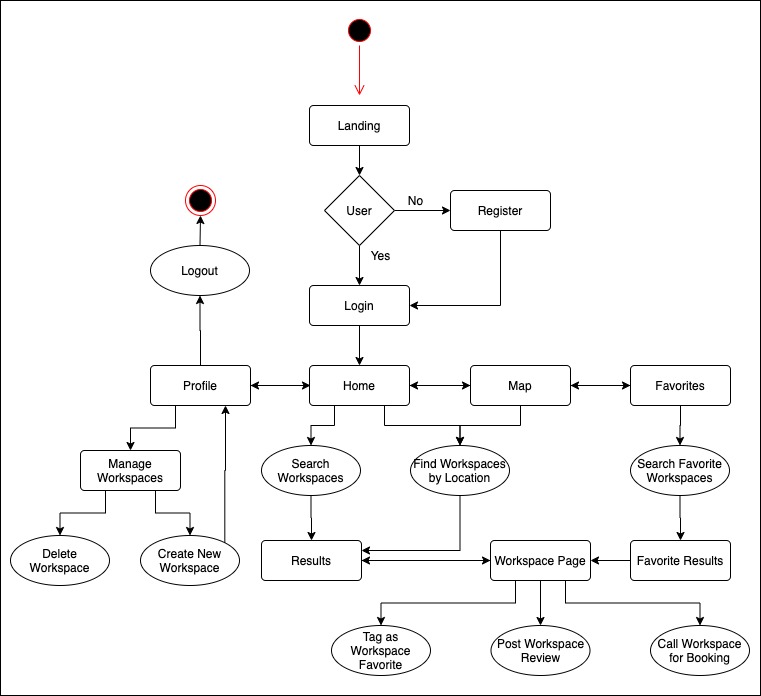 Landing
User
No
Register
Yes
Logout
Login
Profile
Home
Map
Favorites
Manage
Workspaces
Search
Workspaces
Find Workspaces
by Location
Search Favorite
Workspaces
Delete
Workspace
Create New
Workspace
Results
Workspace Page
Favorite Results
Tag as
Workspace
Favorite
Post Workspace
Review
Call Workspace
for Booking